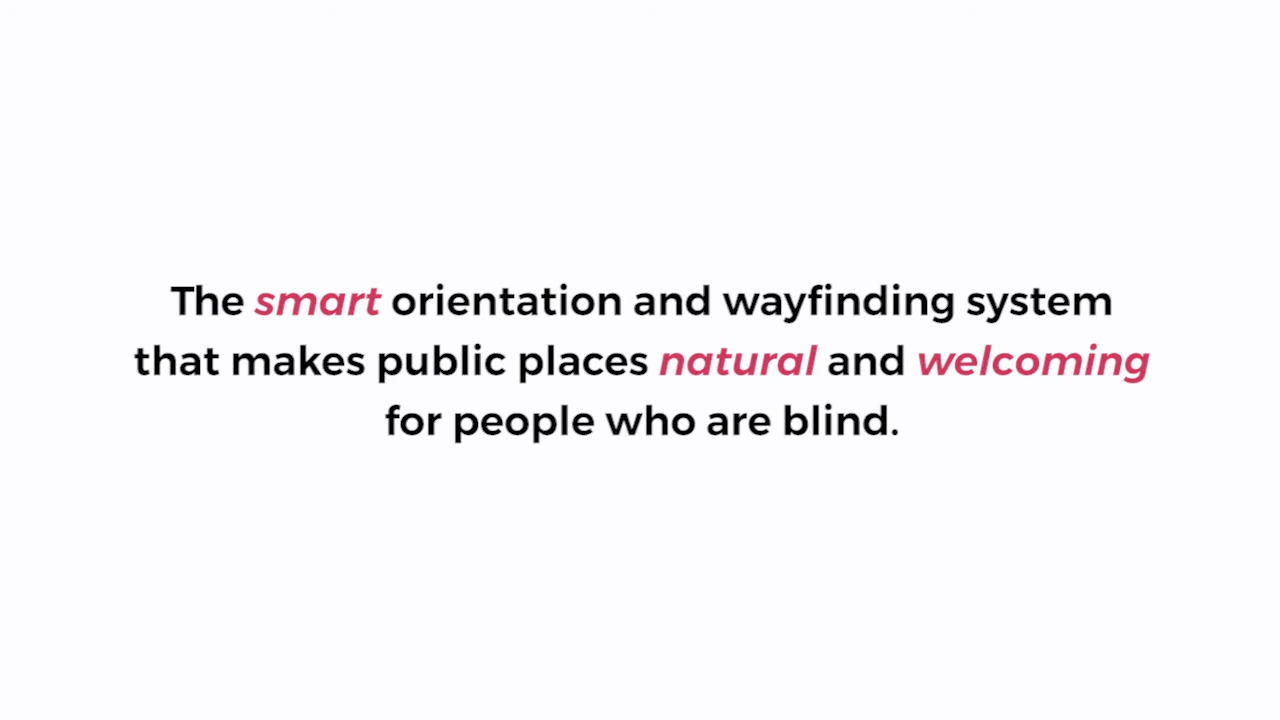 The smart orientation and wayfinding system
that makes public places natural and welcoming
for people who are blind.